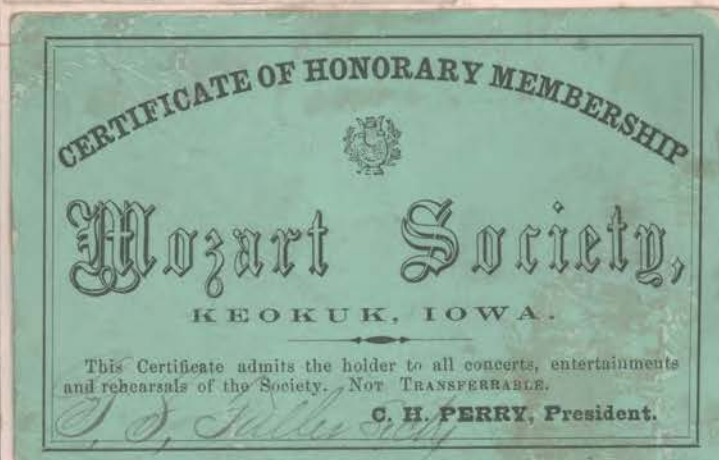 CERTIFICATE OF HONORARY MEMBERSHIP
Mozart Society,
KEOKUK, IOWA.
This Certificate admits the holder to all concerts, entertainments
and rehearsals of the Society. NOT TRANSFERRABLE.
C. H. PERRY, President.